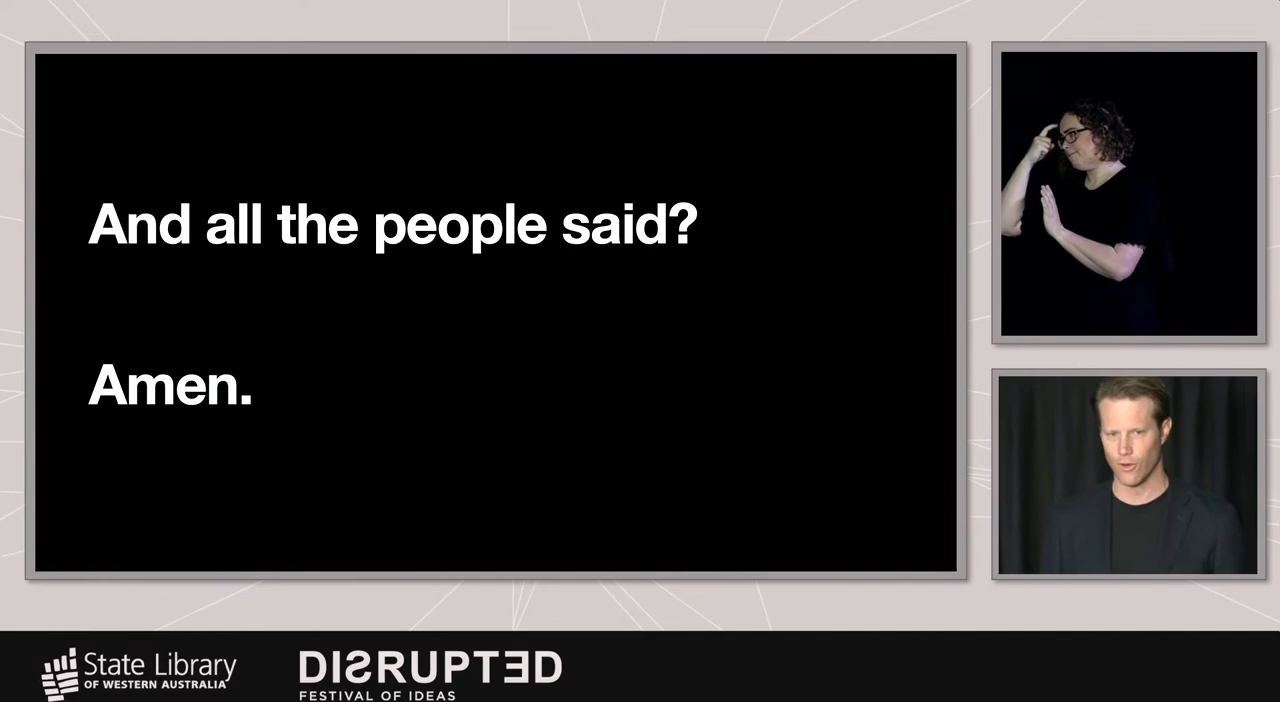 And all the people said?
Amen.
State Library
OF WESTERN AUSTRALIA
DISRUPTED
FESTIVAL OF IDEAS